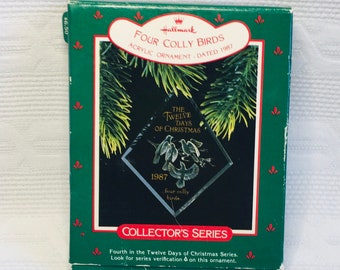 Hallmark
FOUR COLLY BIRDS
ACRYLIC ORNAMENT - DATED 1987
THE
TWELVE
DAYS
OF CHRISTMAS
1987
...four colly
birds...
COLLECTOR'S SERIES
Fourth in the Twelve Days of Christmas Series.
Look for series verification & on this ornament.